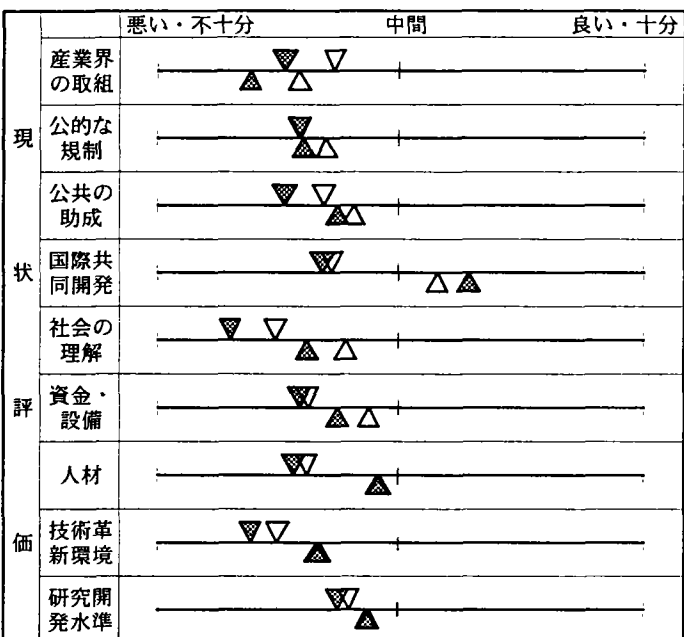 悪い・不十分 中間 良い・十分
現状評価
産業界
の取組
公的な
規制
公共の
助成
国際共
同開発
社会の
理解
資金・
設備
人材
技術革
新環境
研究開
発水準